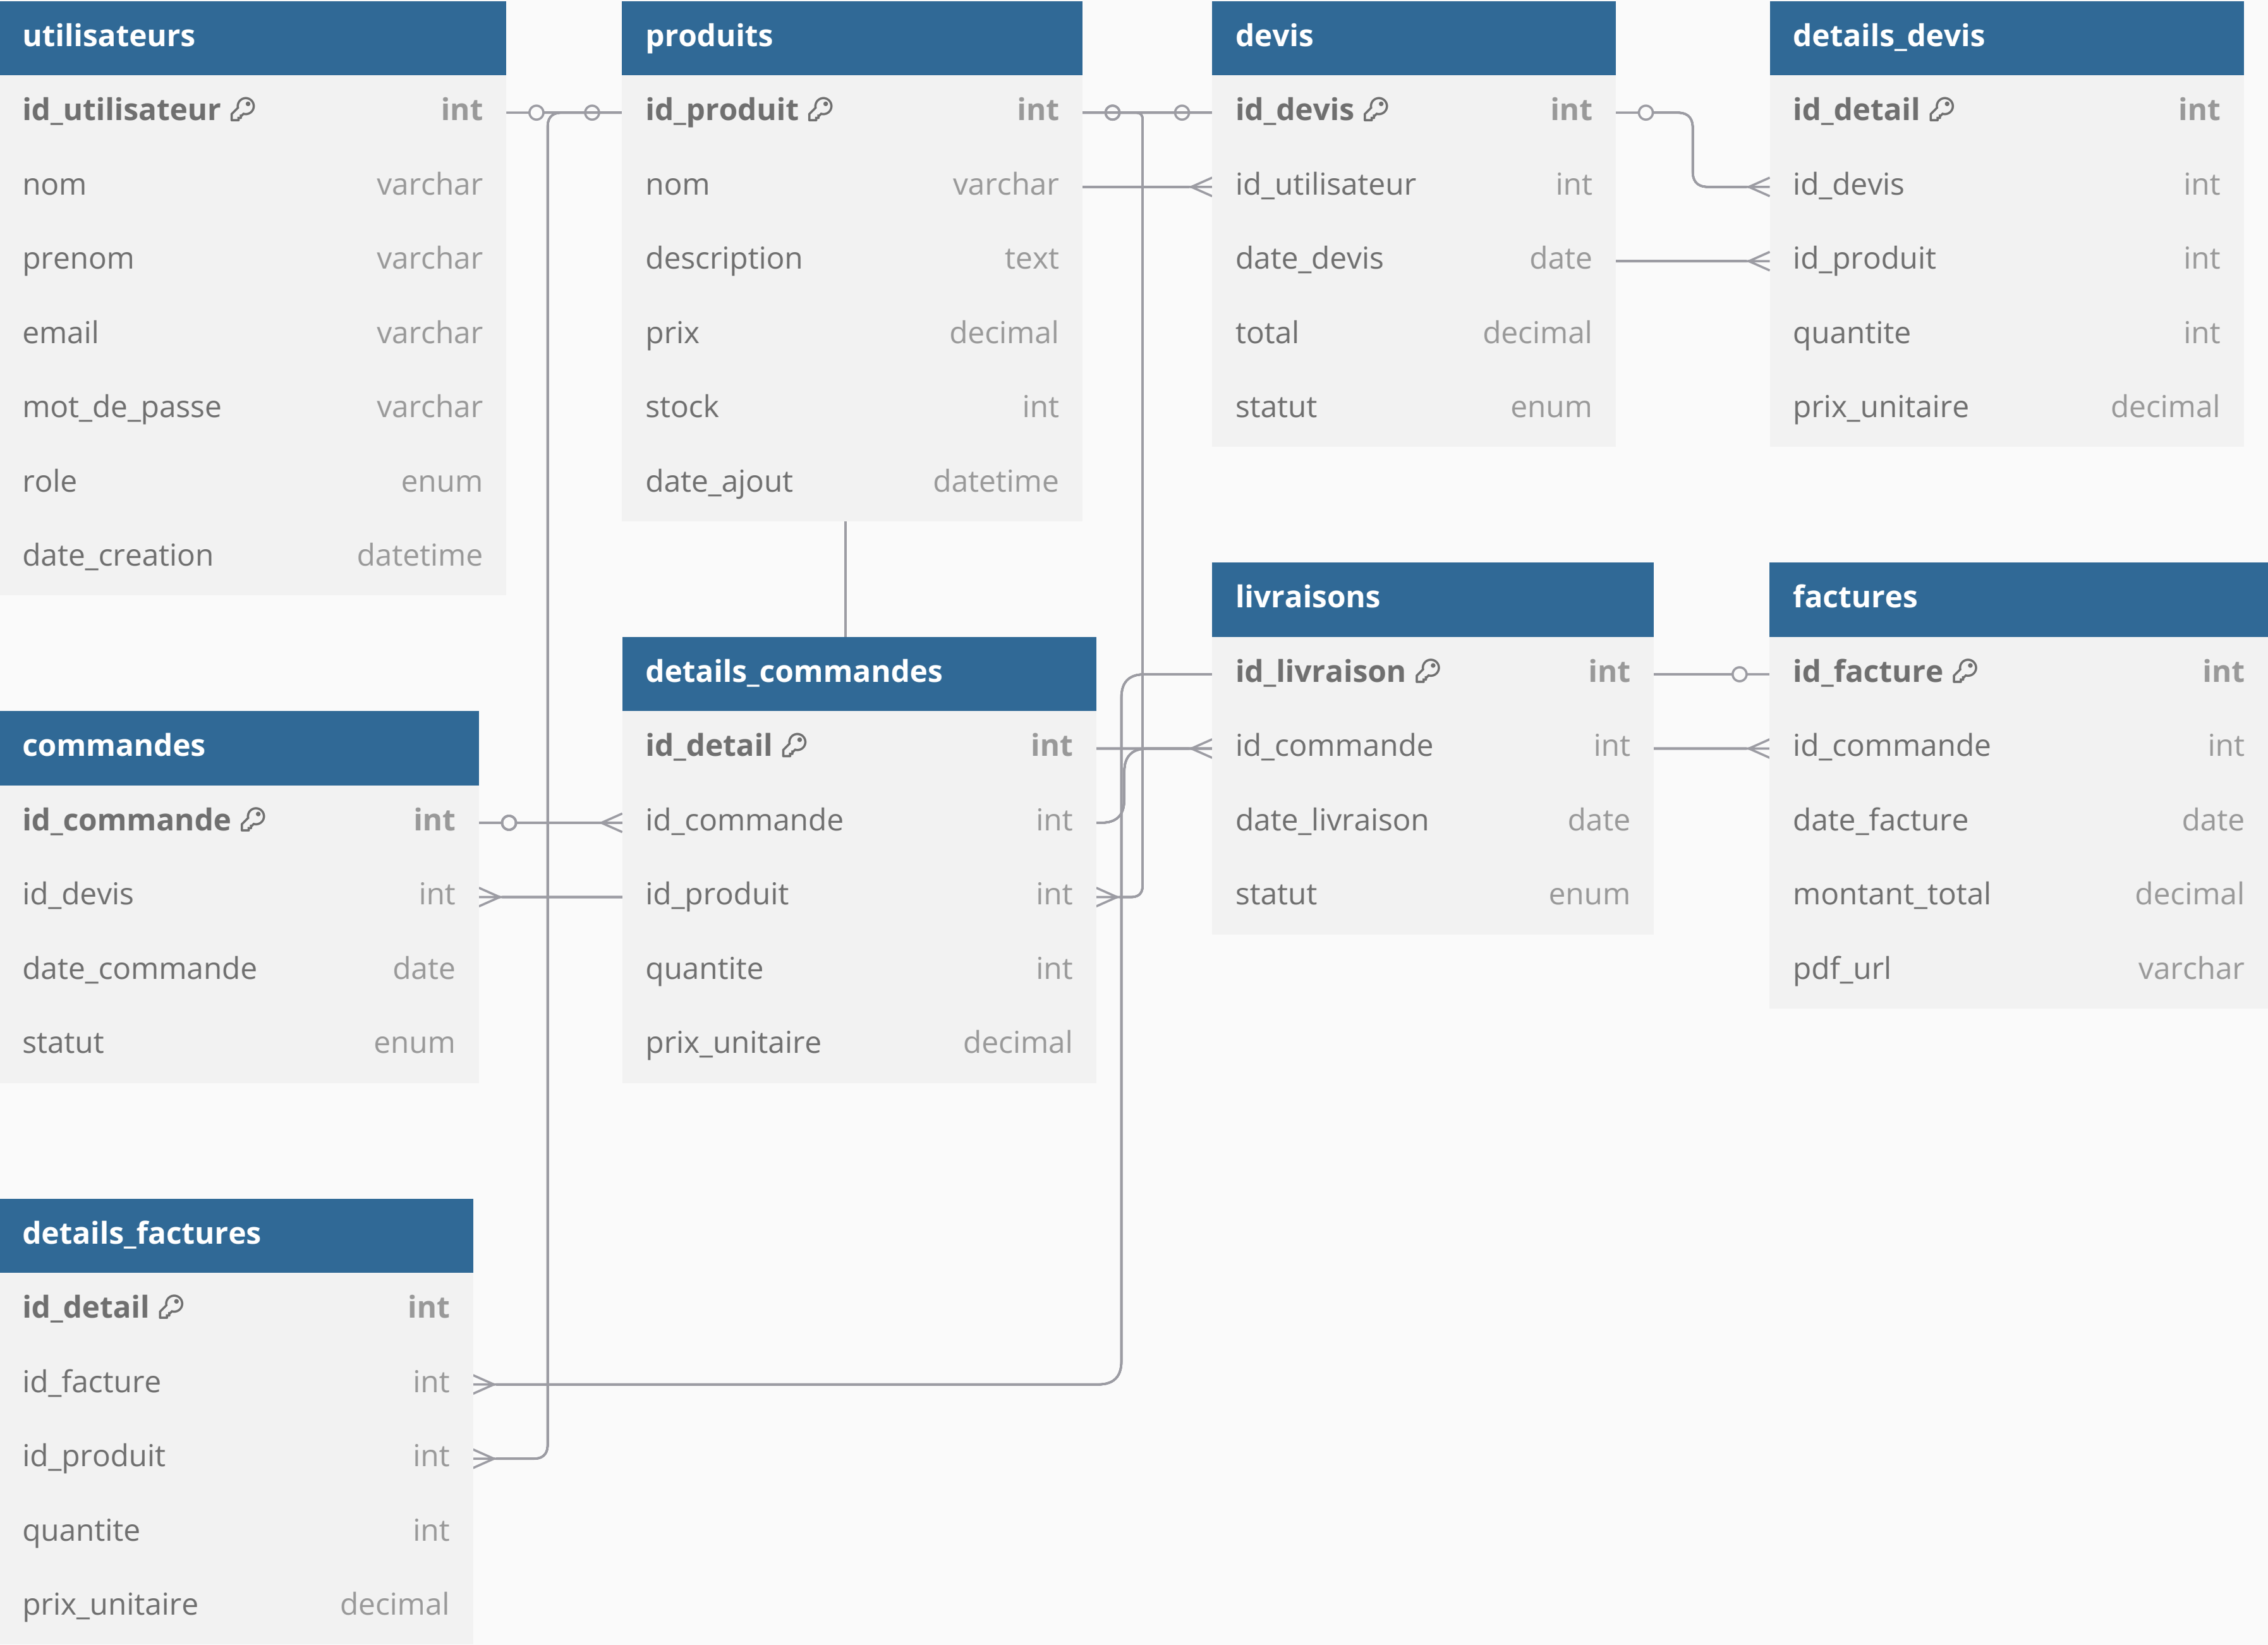 utilisateurs
id_utilisateur int
nom varchar
prenom varchar
email varchar
mot_de_passe varchar
role enum
date_creation datetime
produits
id_produit int
nom varchar
description text
prix decimal
stock int
date_ajout datetime
devis
id_devis int
id_utilisateur int
date_devis date
total decimal
statut enum
details_devis
id_detail int
id_devis int
id_produit int
quantite int
prix_unitaire decimal
commandes
id_commande int
id_devis int
date_commande date
statut enum
details_commandes
id_detail int
id_commande int
id_produit int
quantite int
prix_unitaire decimal
livraisons
id_livraison int
id_commande int
date_livraison date
statut enum
factures
id_facture int
id_commande int
date_facture date
montant_total decimal
pdf_url varchar
details_factures
id_detail int
id_facture int
id_produit int
quantite int
prix_unitaire decimal